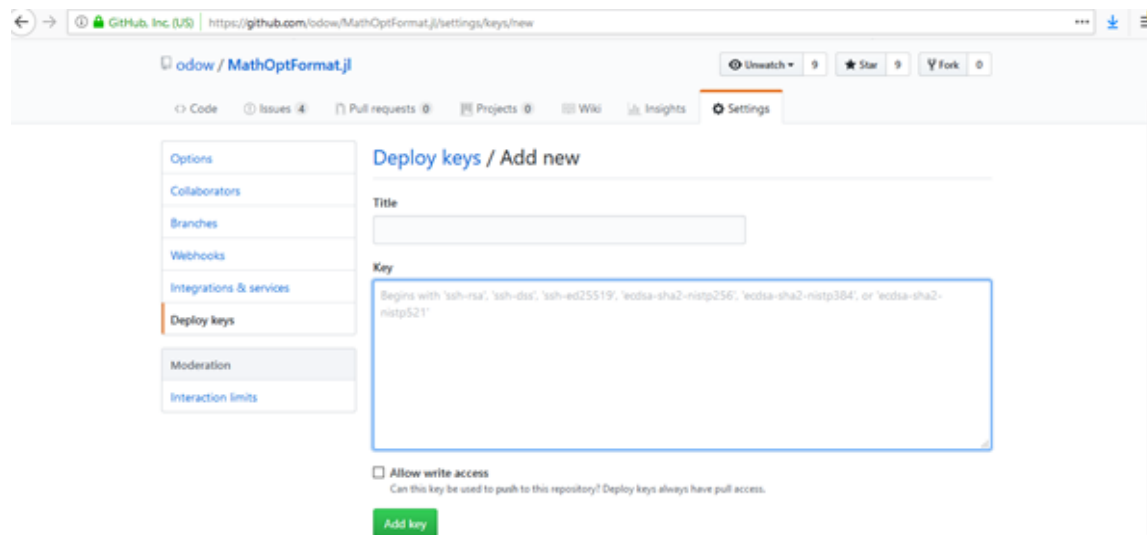 GitHub, Inc. (US) https://github.com/odow/MathOptFormat.jl/settings/keys/new
odow / MathOptFormat.jl
Unwatch 9 Star 9 Fork 0
Code Issues 4 Pull requests 0 Projects 0 Wiki Insights Settings
Options
Collaborators
Branches
Webhooks
Integrations & services
Deploy keys
Moderation
Interaction limits
Deploy keys / Add new
Title
Key
Begins with 'ssh-rsa', 'ssh-dss', 'ssh-ed25519', 'ecdsa-sha2-nistp256', 'ecdsa-sha2-nistp384', or 'ecdsa-sha2-
nistp521'
Allow write access
Can this key be used to push to this repository? Deploy keys always have pull access.
Add key